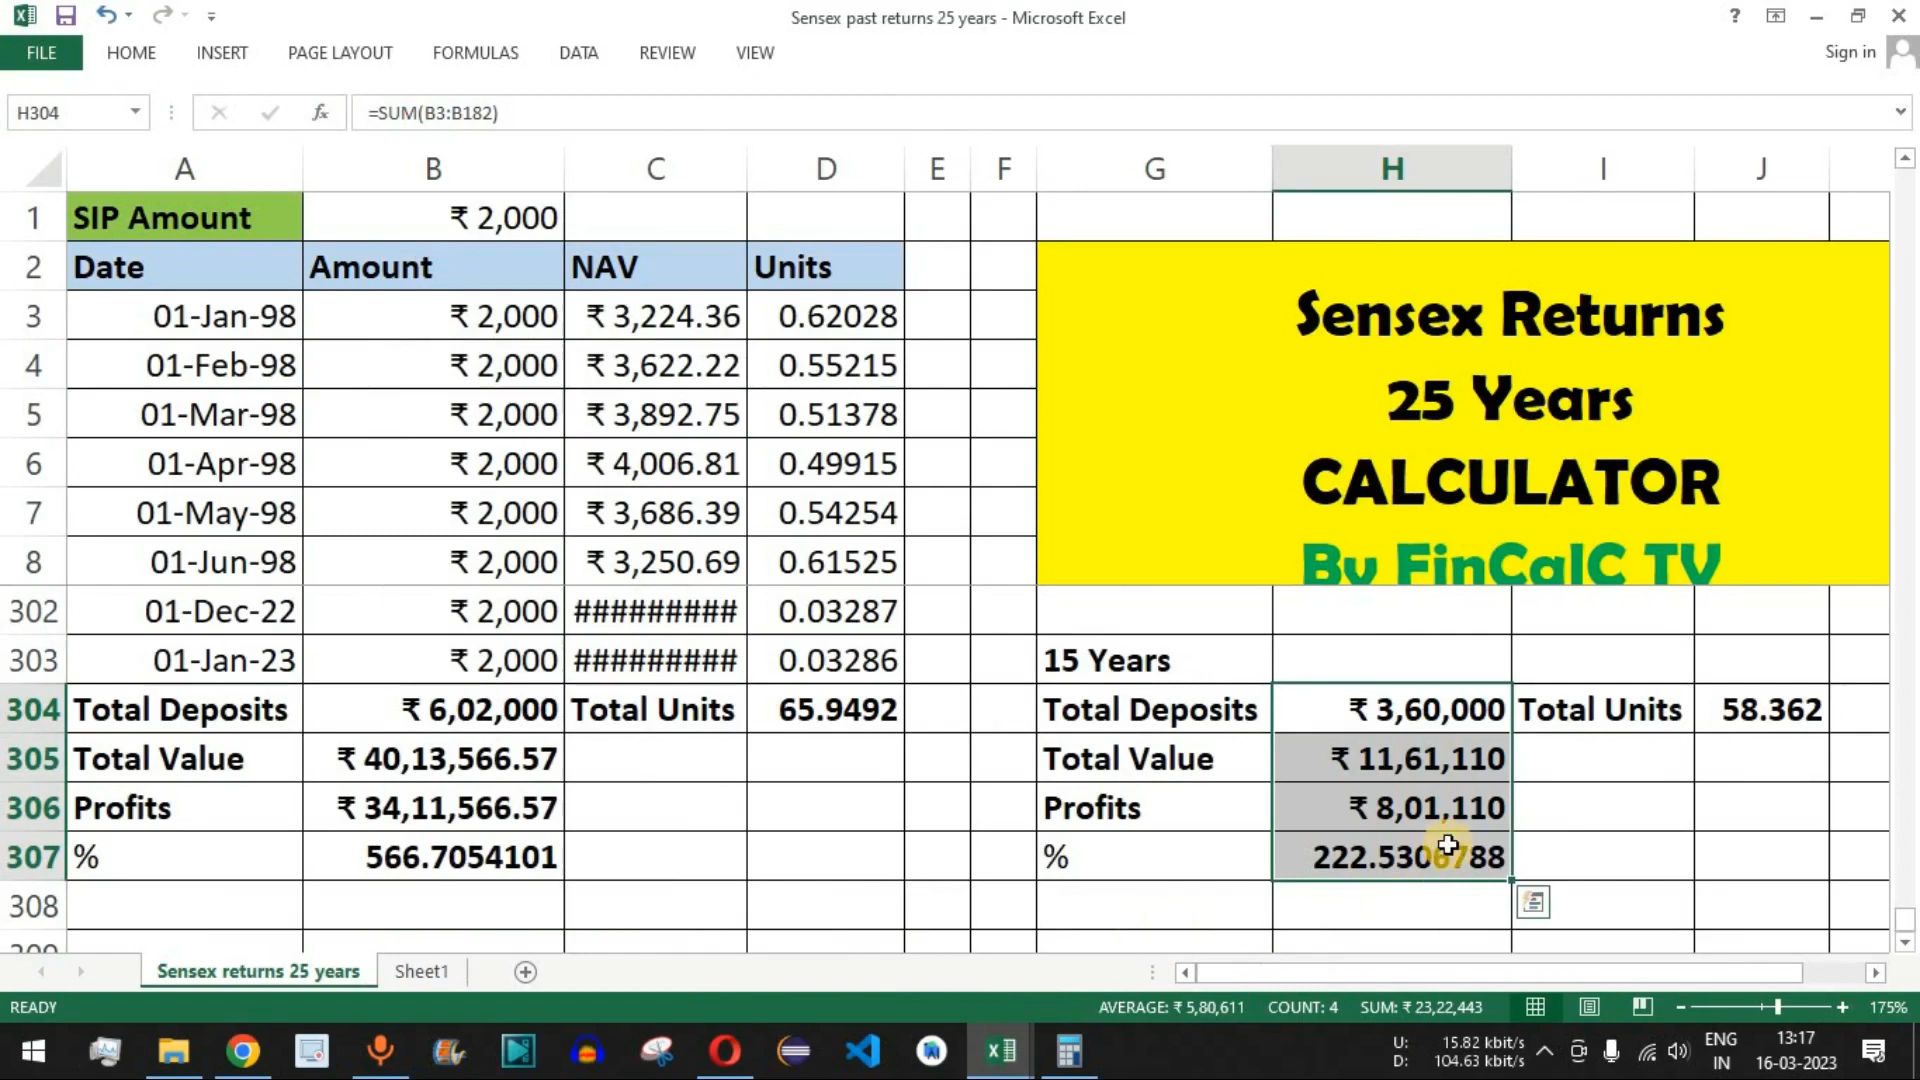 Sensex past returns 25 years - Microsoft Excel
?
FILE HOME INSERT PAGE LAYOUT FORMULAS DATA REVIEW VIEW Sign in
H304 fx =SUM(B3:B182)
A B C D E F G H I J
1 SIP Amount ₹ 2,000
2 Date Amount NAV Units
3 01-Jan-98 ₹ 2,000 ₹ 3,224.36 0.62028
4 01-Feb-98 ₹ 2,000 ₹ 3,622.22 0.55215
5 01-Mar-98 ₹ 2,000 ₹ 3,892.75 0.51378
6 01-Apr-98 ₹ 2,000 ₹ 4,006.81 0.49915
7 01-May-98 ₹ 2,000 ₹ 3,686.39 0.54254
8 01-Jun-98 ₹ 2,000 ₹ 3,250.69 0.61525
Sensex Returns
25 Years
CALCULATOR
By FinCalC TV
302 01-Dec-22 ₹ 2,000 ######### 0.03287
303 01-Jan-23 ₹ 2,000 ######### 0.03286 15 Years
304 Total Deposits ₹ 6,02,000 Total Units 65.9492 Total Deposits ₹ 3,60,000 Total Units 58.362
305 Total Value ₹ 40,13,566.57 Total Value ₹ 11,61,110
306 Profits ₹ 34,11,566.57 Profits ₹ 8,01,110
307 % 566.7054101 % 222.5306788
308
309
Sensex returns 25 years Sheet1
READY AVERAGE: ₹ 5,80,611 COUNT: 4 SUM: ₹ 23,22,443 175%
U: 15.82 kbit/s ENG 13:17
D: 104.63 kbit/s IN 16-03-2023